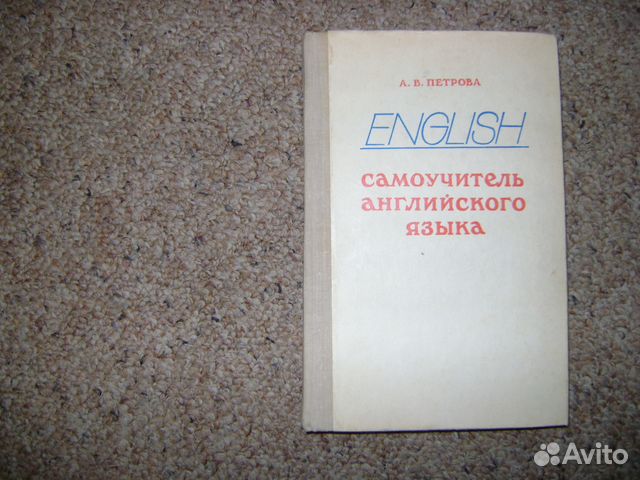 А. В. ПЕТРОВА
ENGLISH
САМОУЧИТЕЛЬ
АНГЛИЙСКОГО
ЯЗЫКА
Avito